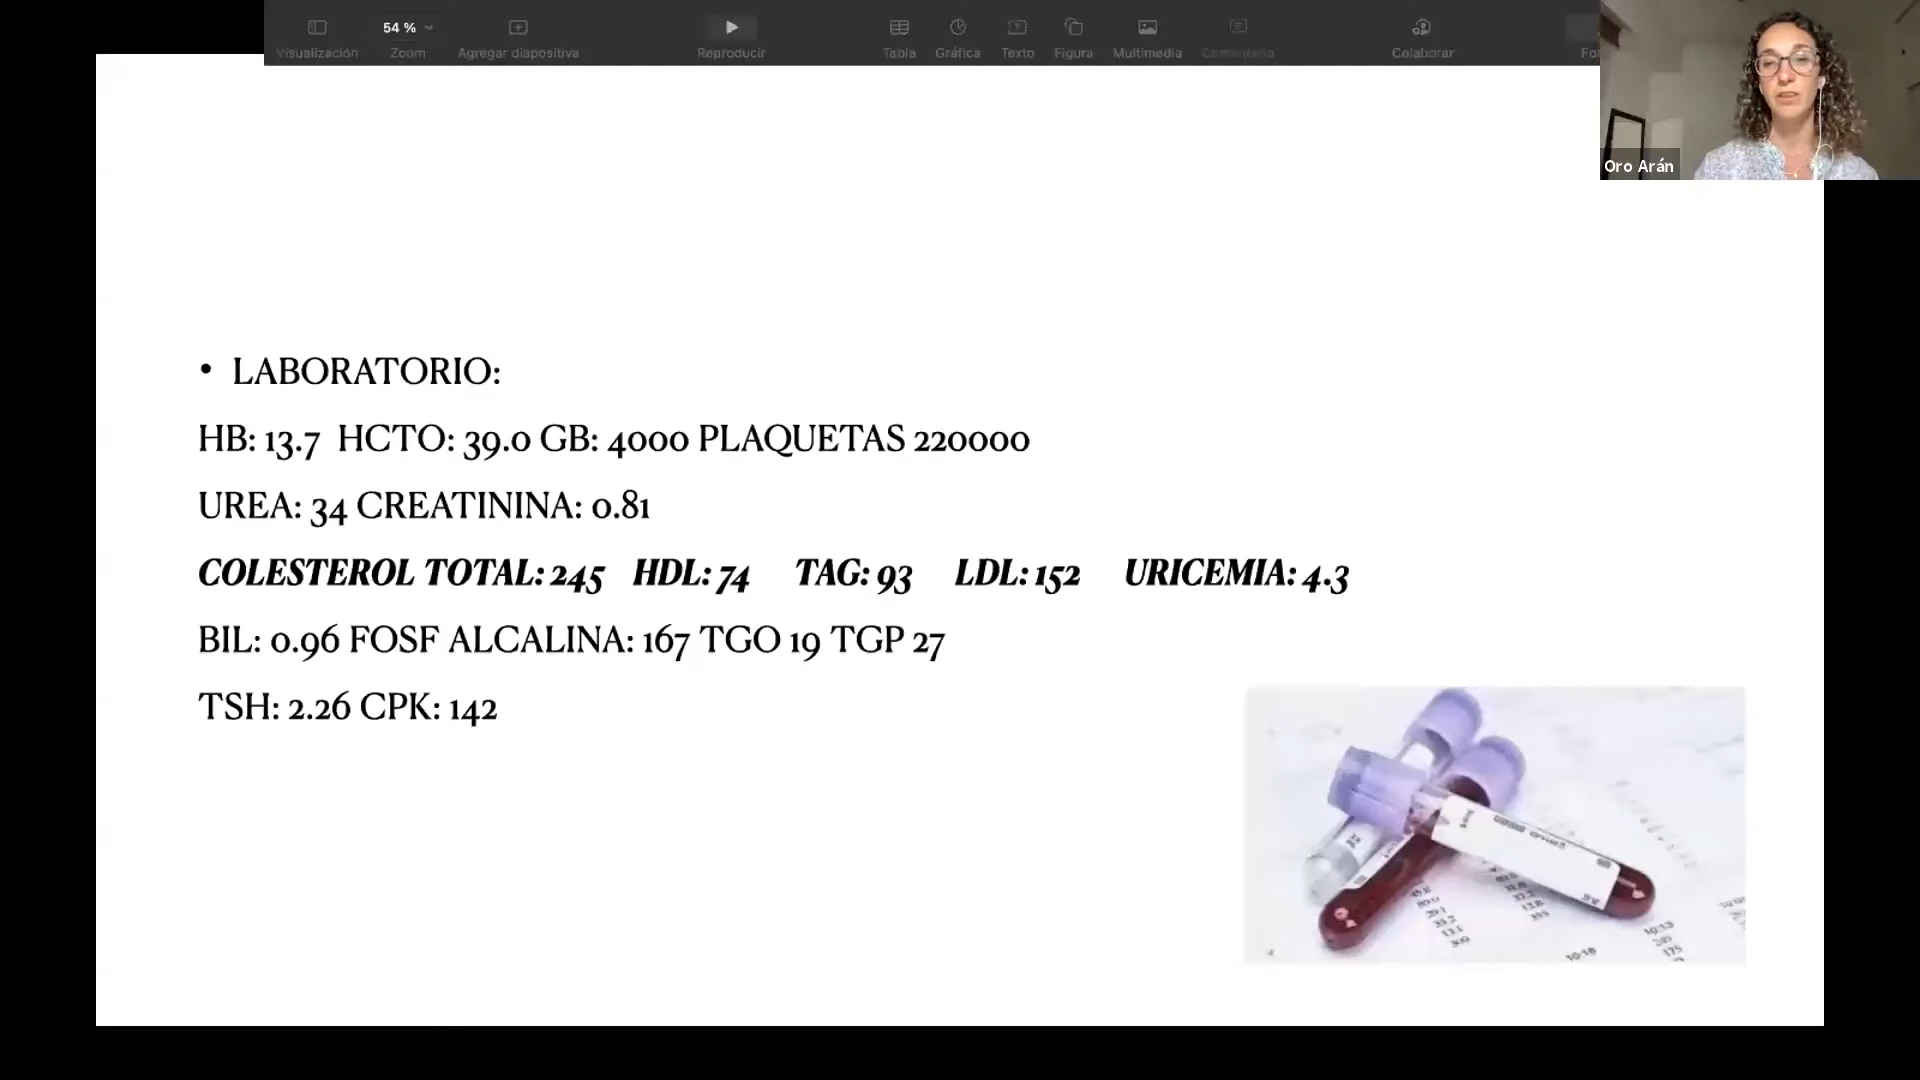 54 %
Visualización Zoom Agregar diapositiva Reproducir Tabla Gráfica Texto Figura Multimedia Comentario Colaborar
Oro Arán
• LABORATORIO:
HB: 13.7 HCTO: 39.0 GB: 4000 PLAQUETAS 220000
UREA: 34 CREATININA: 0.81
COLESTEROL TOTAL: 245 HDL: 74 TAG: 93 LDL: 152 URICEMIA: 4.3
BIL: 0.96 FOSF ALCALINA: 167 TGO 19 TGP 27
TSH: 2.26 CPK: 142